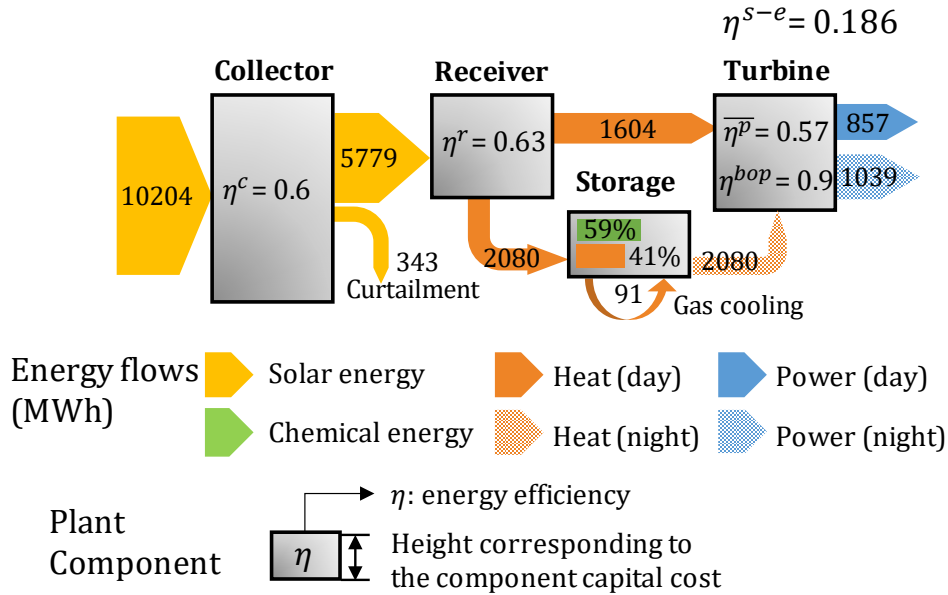 η^{s−e} = 0.186
Collector
Receiver
Turbine
10204
η^c = 0.6
5779
343
Curtailment
η^r = 0.63
1604
2080
Storage
59%
41%
91
Gas cooling
2080
\overline{η^p} = 0.57
η^{bop} = 0.9
857
1039
Energy flows
(MWh)
Solar energy
Heat (day)
Power (day)
Chemical energy
Heat (night)
Power (night)
Plant
Component
η
η: energy efficiency
Height corresponding to
the component capital cost